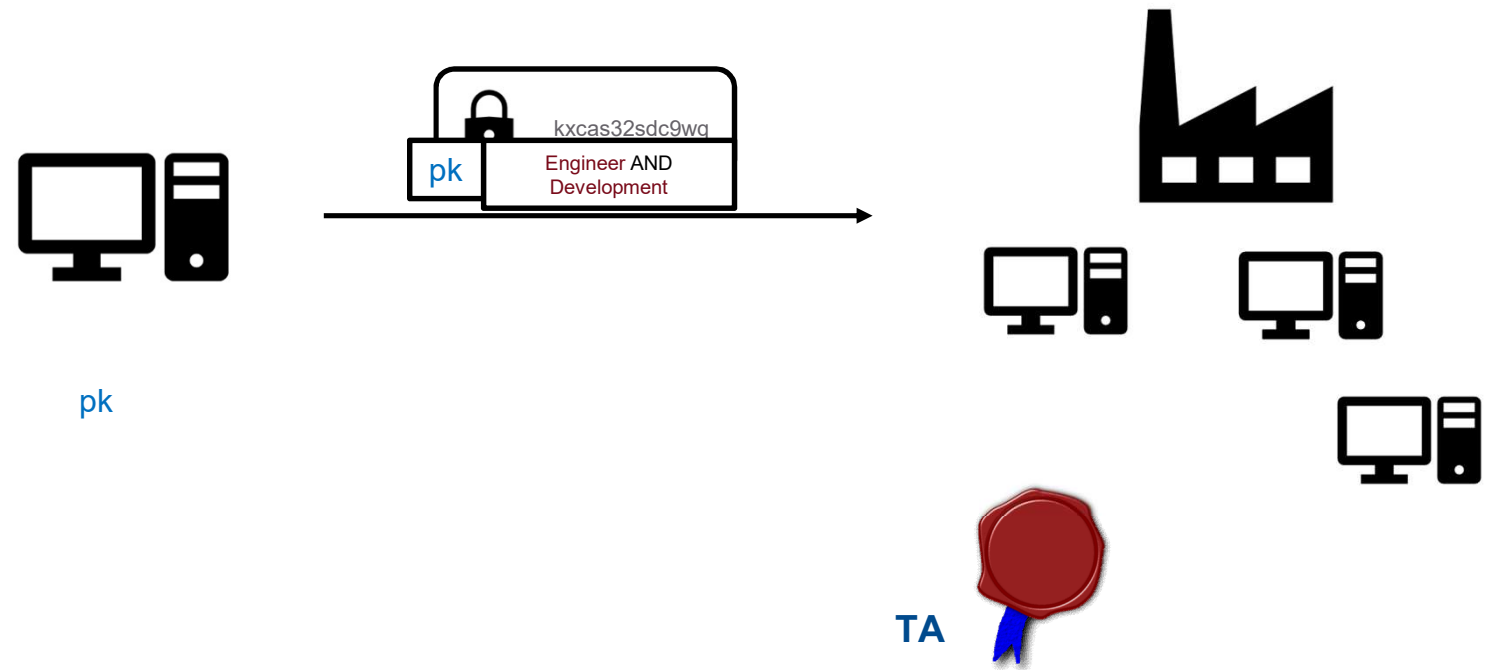 kxcas32sdc9wq
pk
Engineer AND
Development
pk
TA